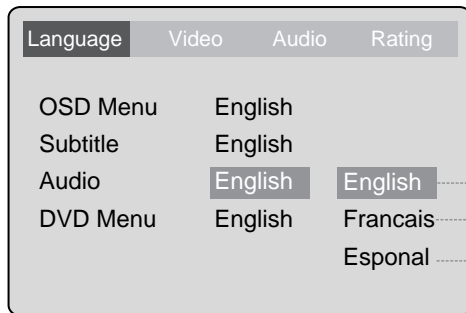 Language Video Audio Rating
OSD Menu English
Subtitle English
Audio English English
DVD Menu English Francais
Esponal